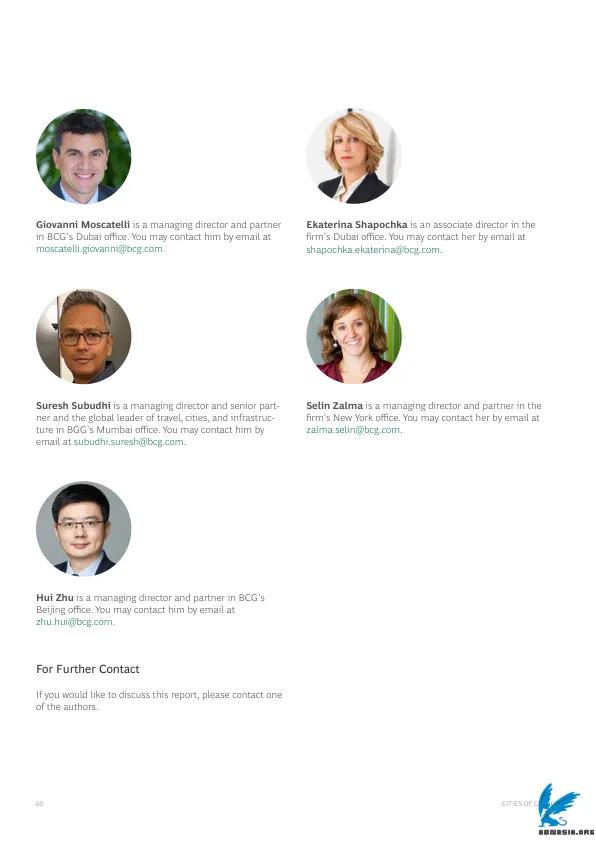 Giovanni Moscatelli is a managing director and partner
in BCG's Dubai office. You may contact him by email at
moscatelli.giovanni@bcg.com.
Ekaterina Shapochka is an associate director in the
firm's Dubai office. You may contact her by email at
shapochka.ekaterina@bcg.com.
Suresh Subudhi is a managing director and senior part-
ner and the global leader of travel, cities, and infrastruc-
ture in BGG's Mumbai office. You may contact him by
email at subudhi.suresh@bcg.com.
Selin Zalma is a managing director and partner in the
firm's New York office. You may contact her by email at
zalma.selin@bcg.com.
Hui Zhu is a managing director and partner in BCG's
Beijing office. You may contact him by email at
zhu.hui@bcg.com.
For Further Contact
If you would like to discuss this report, please contact one
of the authors.
60
CITIES OF
ABNASIA.ORG